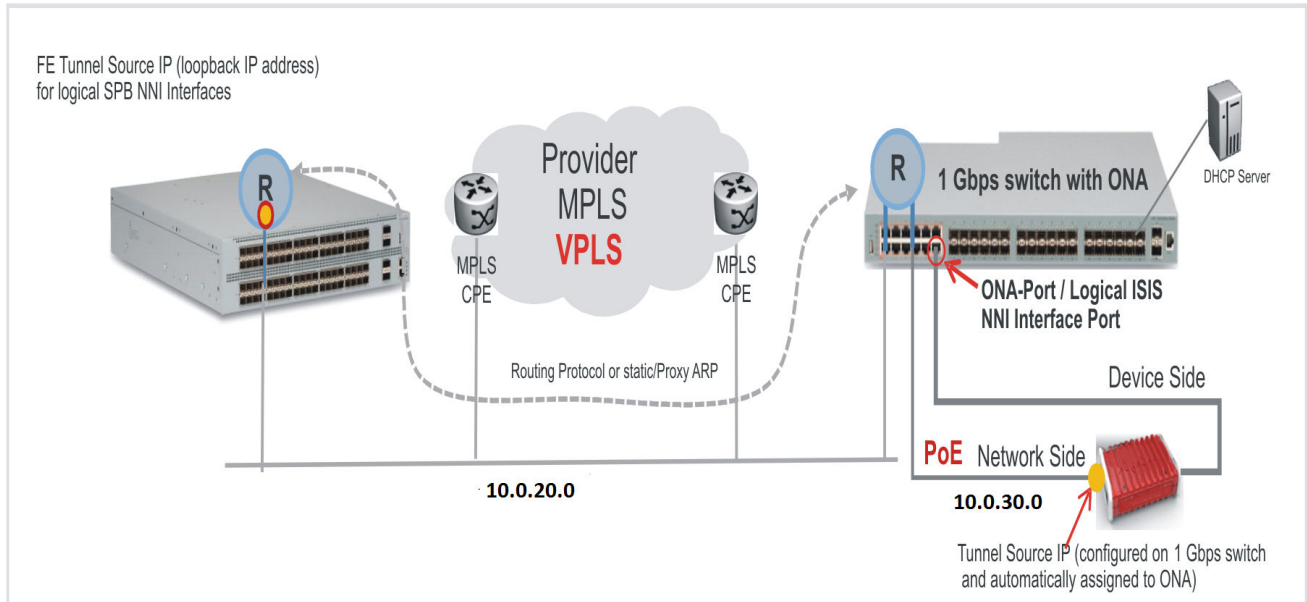 FE Tunnel Source IP (loopback IP address)
for logical SPB NNI Interfaces
R
Provider
MPLS
VPLS
MPLS
CPE
MPLS
CPE
Routing Protocol or static/Proxy ARP
R
1 Gbps switch with ONA
DHCP Server
ONA-Port / Logical ISIS
NNI Interface Port
Device Side
PoE Network Side
10.0.20.0
10.0.30.0
Tunnel Source IP (configured on 1 Gbps switch
and automatically assigned to ONA)